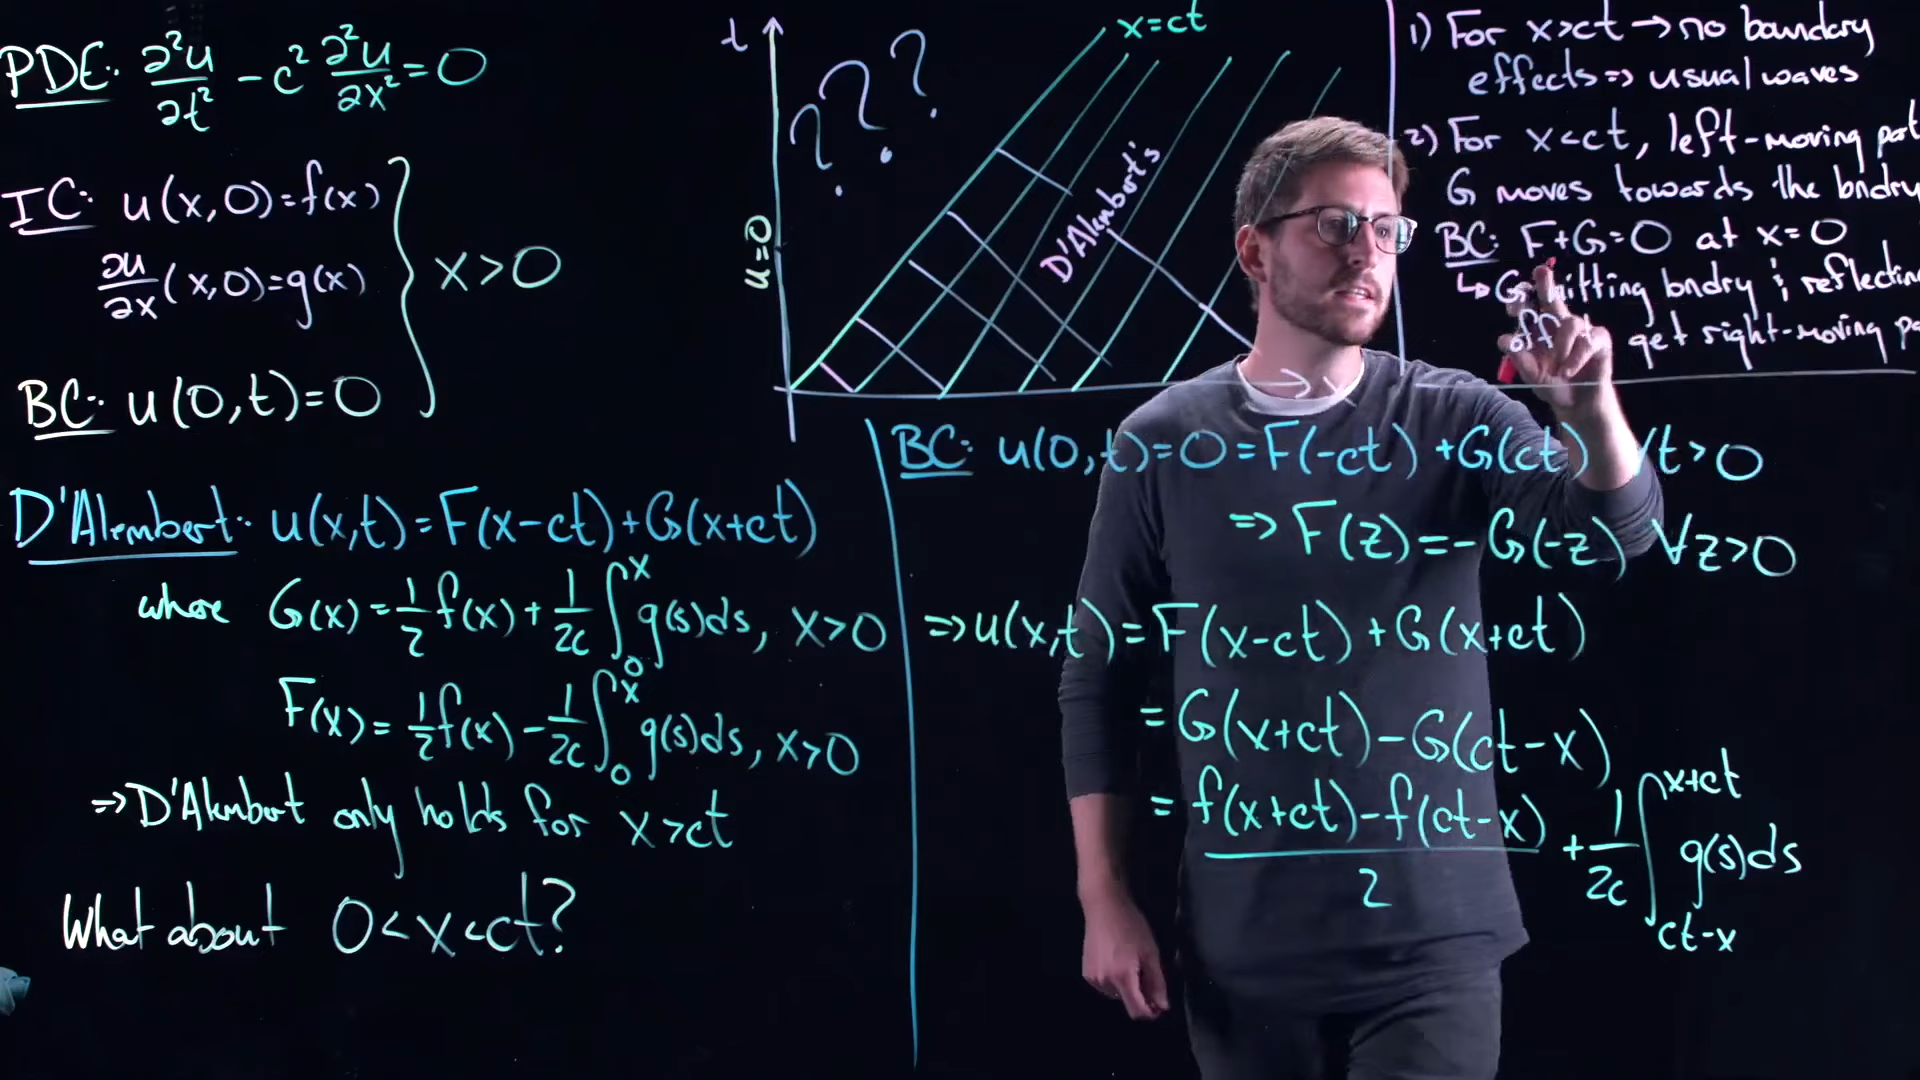 PDE: ∂²u/∂t² - c² ∂²u/∂x² = 0
IC: u(x,0)=f(x)
∂u/∂x (x,0)=g(x)
x>0
BC: u(0,t)=0
D'Alembert: u(x,t)=F(x-ct)+G(x+ct)
where G(x)=1/2 f(x)+1/2c ∫₀ˣ g(s)ds, x>0
F(x)=1/2 f(x)-1/2c ∫₀ˣ g(s)ds, x>0
⇒D'Alembert only holds for x>ct
What about 0<x<ct?
t
u=0
???
x=ct
D'Alembert's
x
1) For x>ct → no boundary
effects ⇒ usual waves
2) For x<ct, left-moving part
G moves towards the bndry
BC: F+G=0 at x=0
↳ G hitting bndry & reflecting
off get right-moving
BC: u(0,t)=0=F(-ct)+G(ct) ∀t>0
⇒F(z)=-G(-z) ∀z>0
⇒u(x,t)=F(x-ct)+G(x+ct)
=G(x+ct)-G(ct-x)
=(f(x+ct)-f(ct-x))/2 + 1/2c ∫_{ct-x}^{x+ct} g(s)ds